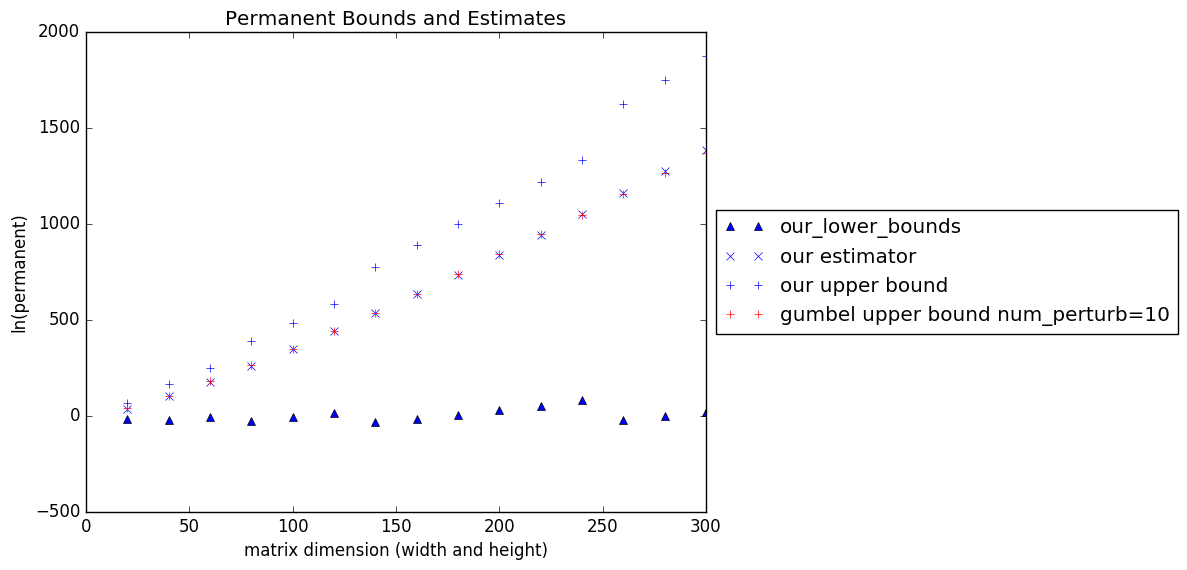 Permanent Bounds and Estimates
2000
1500
1000
500
0
−500
ln(permanent)
0 50 100 150 200 250 300
matrix dimension (width and height)
our_lower_bounds
our estimator
our upper bound
gumbel upper bound num_perturb=10